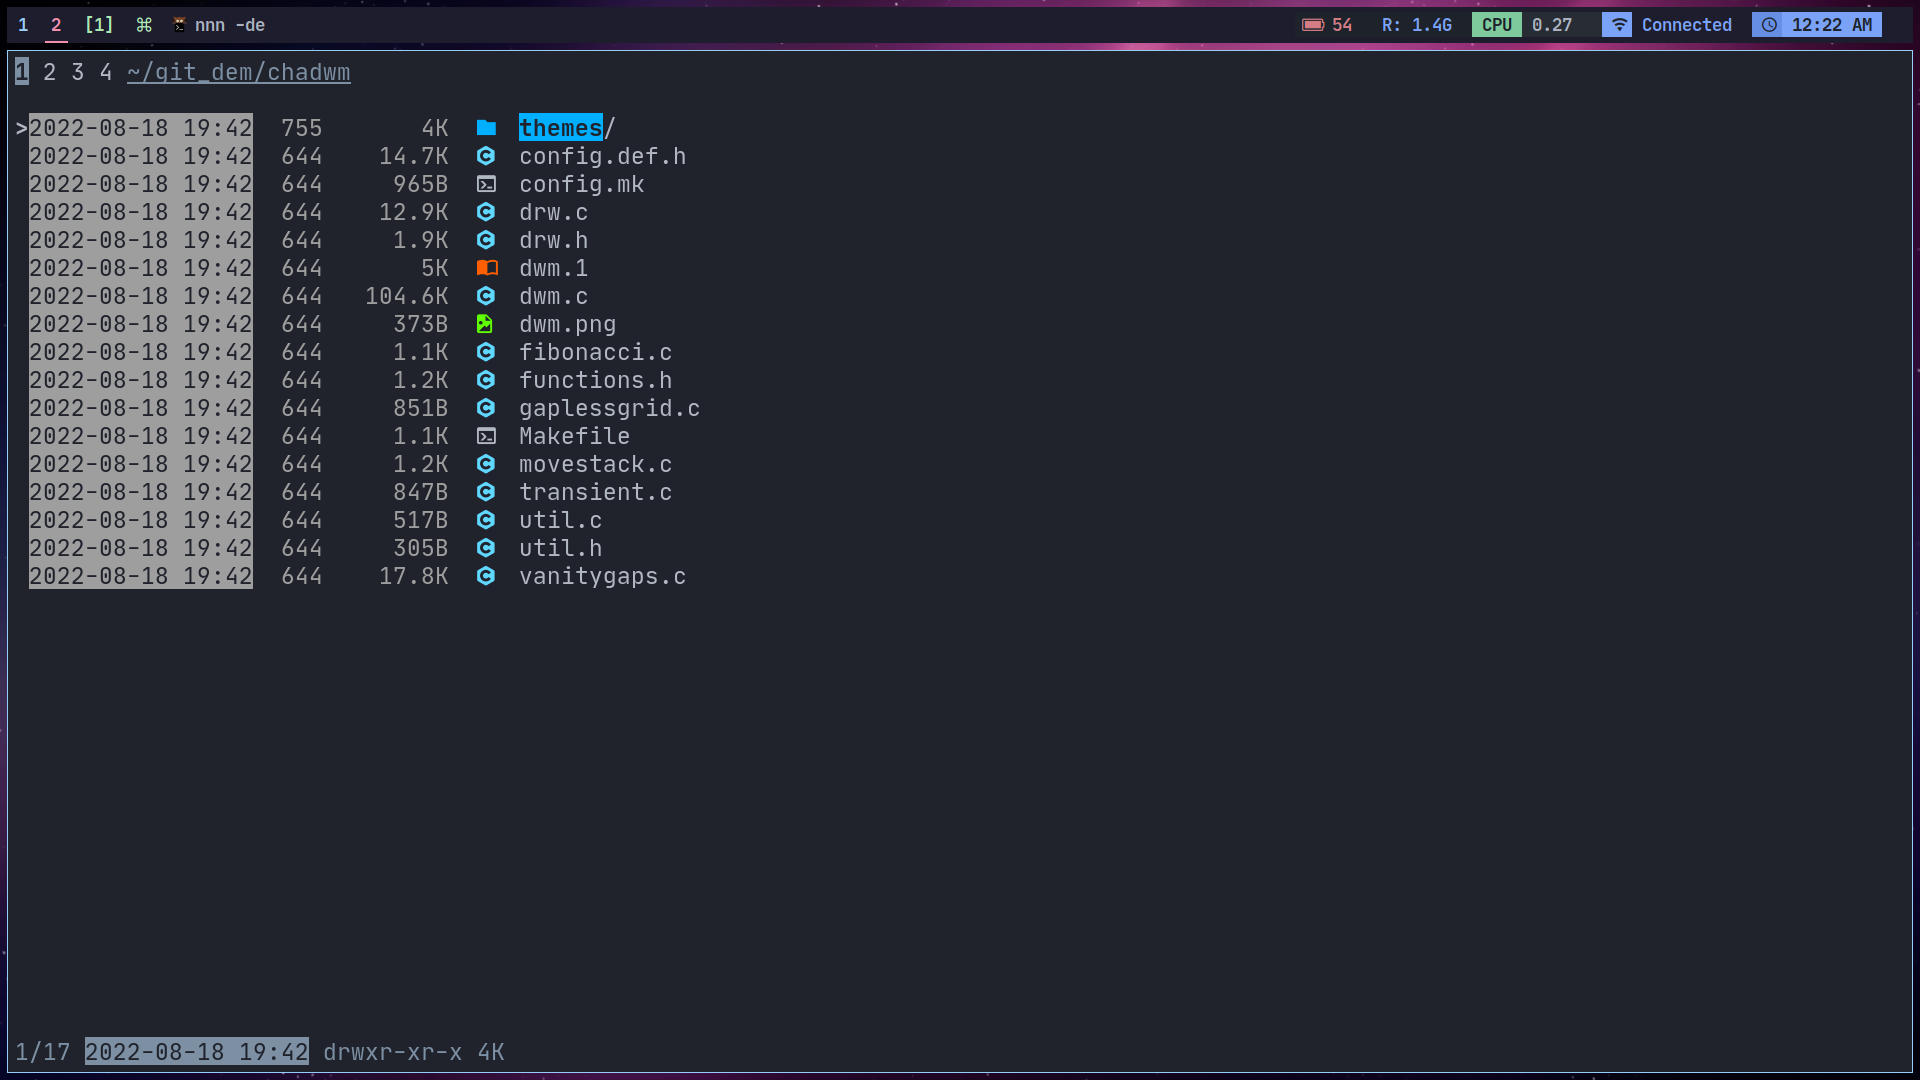 1 2 [1] ⌘ nnn -de 54 R: 1.4G CPU 0.27 Connected 12:22 AM
1 2 3 4 ~/git_dem/chadwm
>2022-08-18 19:42 755 4K themes/
2022-08-18 19:42 644 14.7K config.def.h
2022-08-18 19:42 644 965B config.mk
2022-08-18 19:42 644 12.9K drw.c
2022-08-18 19:42 644 1.9K drw.h
2022-08-18 19:42 644 5K dwm.1
2022-08-18 19:42 644 104.6K dwm.c
2022-08-18 19:42 644 373B dwm.png
2022-08-18 19:42 644 1.1K fibonacci.c
2022-08-18 19:42 644 1.2K functions.h
2022-08-18 19:42 644 851B gaplessgrid.c
2022-08-18 19:42 644 1.1K Makefile
2022-08-18 19:42 644 1.2K movestack.c
2022-08-18 19:42 644 847B transient.c
2022-08-18 19:42 644 517B util.c
2022-08-18 19:42 644 305B util.h
2022-08-18 19:42 644 17.8K vanitygaps.c
1/17 2022-08-18 19:42 drwxr-xr-x 4K